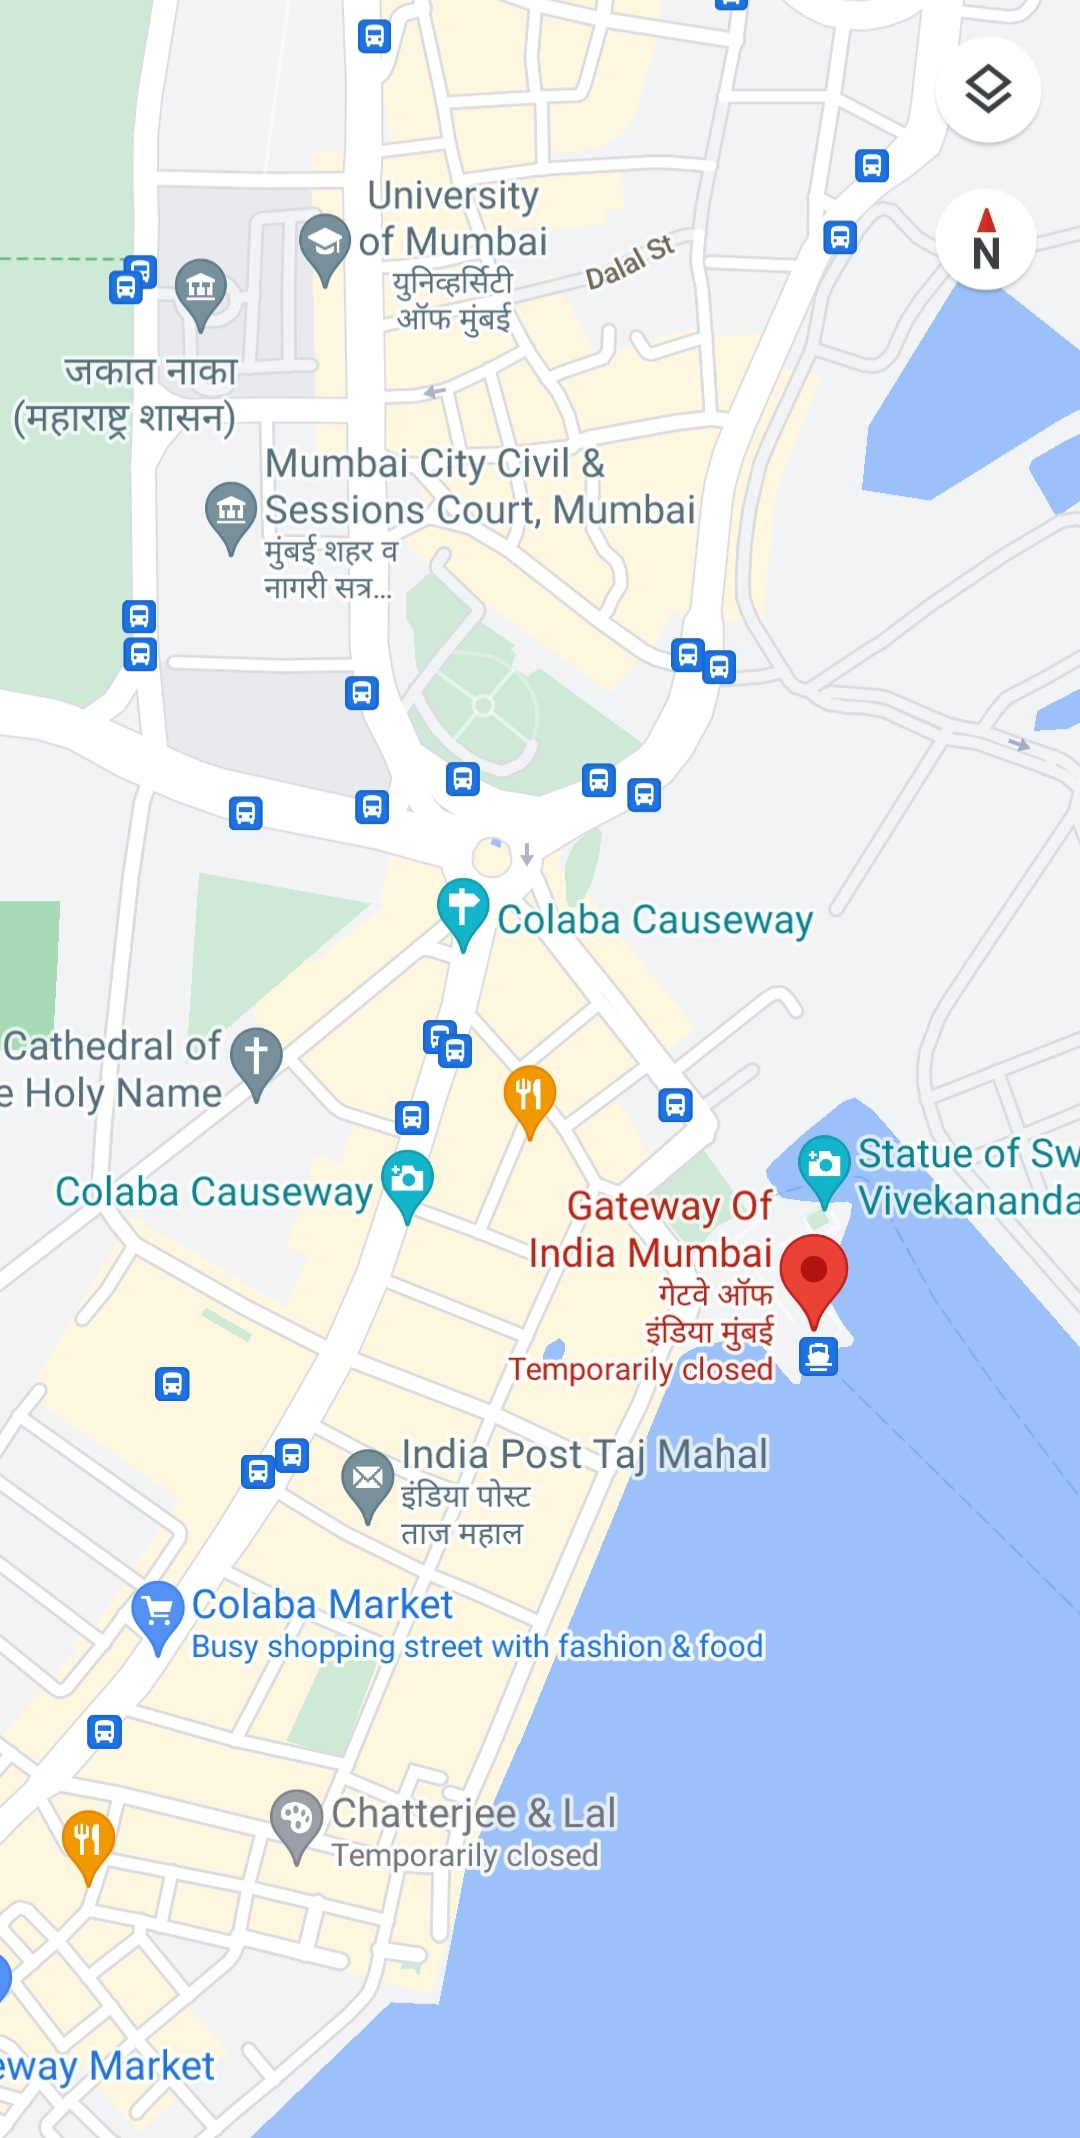 University
of Mumbai
युनिव्हर्सिटी
ऑफ मुंबई
Dalal St
N
जकात नाका
(महाराष्ट्र शासन)
Mumbai City Civil &
Sessions Court, Mumbai
मुंबई शहर व
नागरी सत्र...
Colaba Causeway
Cathedral of
e Holy Name
Colaba Causeway
Statue of Sw
Vivekananda
Gateway Of
India Mumbai
गेटवे ऑफ
इंडिया मुंबई
Temporarily closed
India Post Taj Mahal
इंडिया पोस्ट
ताज महाल
Colaba Market
Busy shopping street with fashion & food
Chatterjee & Lal
Temporarily closed
eway Market